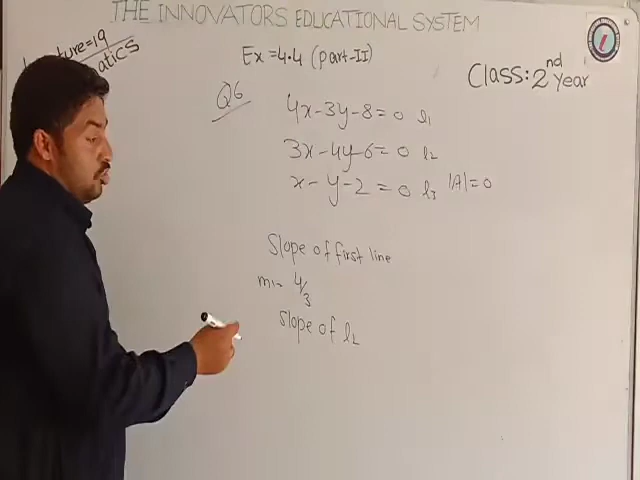 THE INNOVATORS EDUCATIONAL SYSTEM
ture=19
atics
Ex=4.4 (part-II)
Class: 2nd year
Q6
4x-3y-8=0 l1
3x-4y-6=0 l2
x-y-2=0 l3 |A|=0
Slope of first line
m1= 4/3
Slope of l2